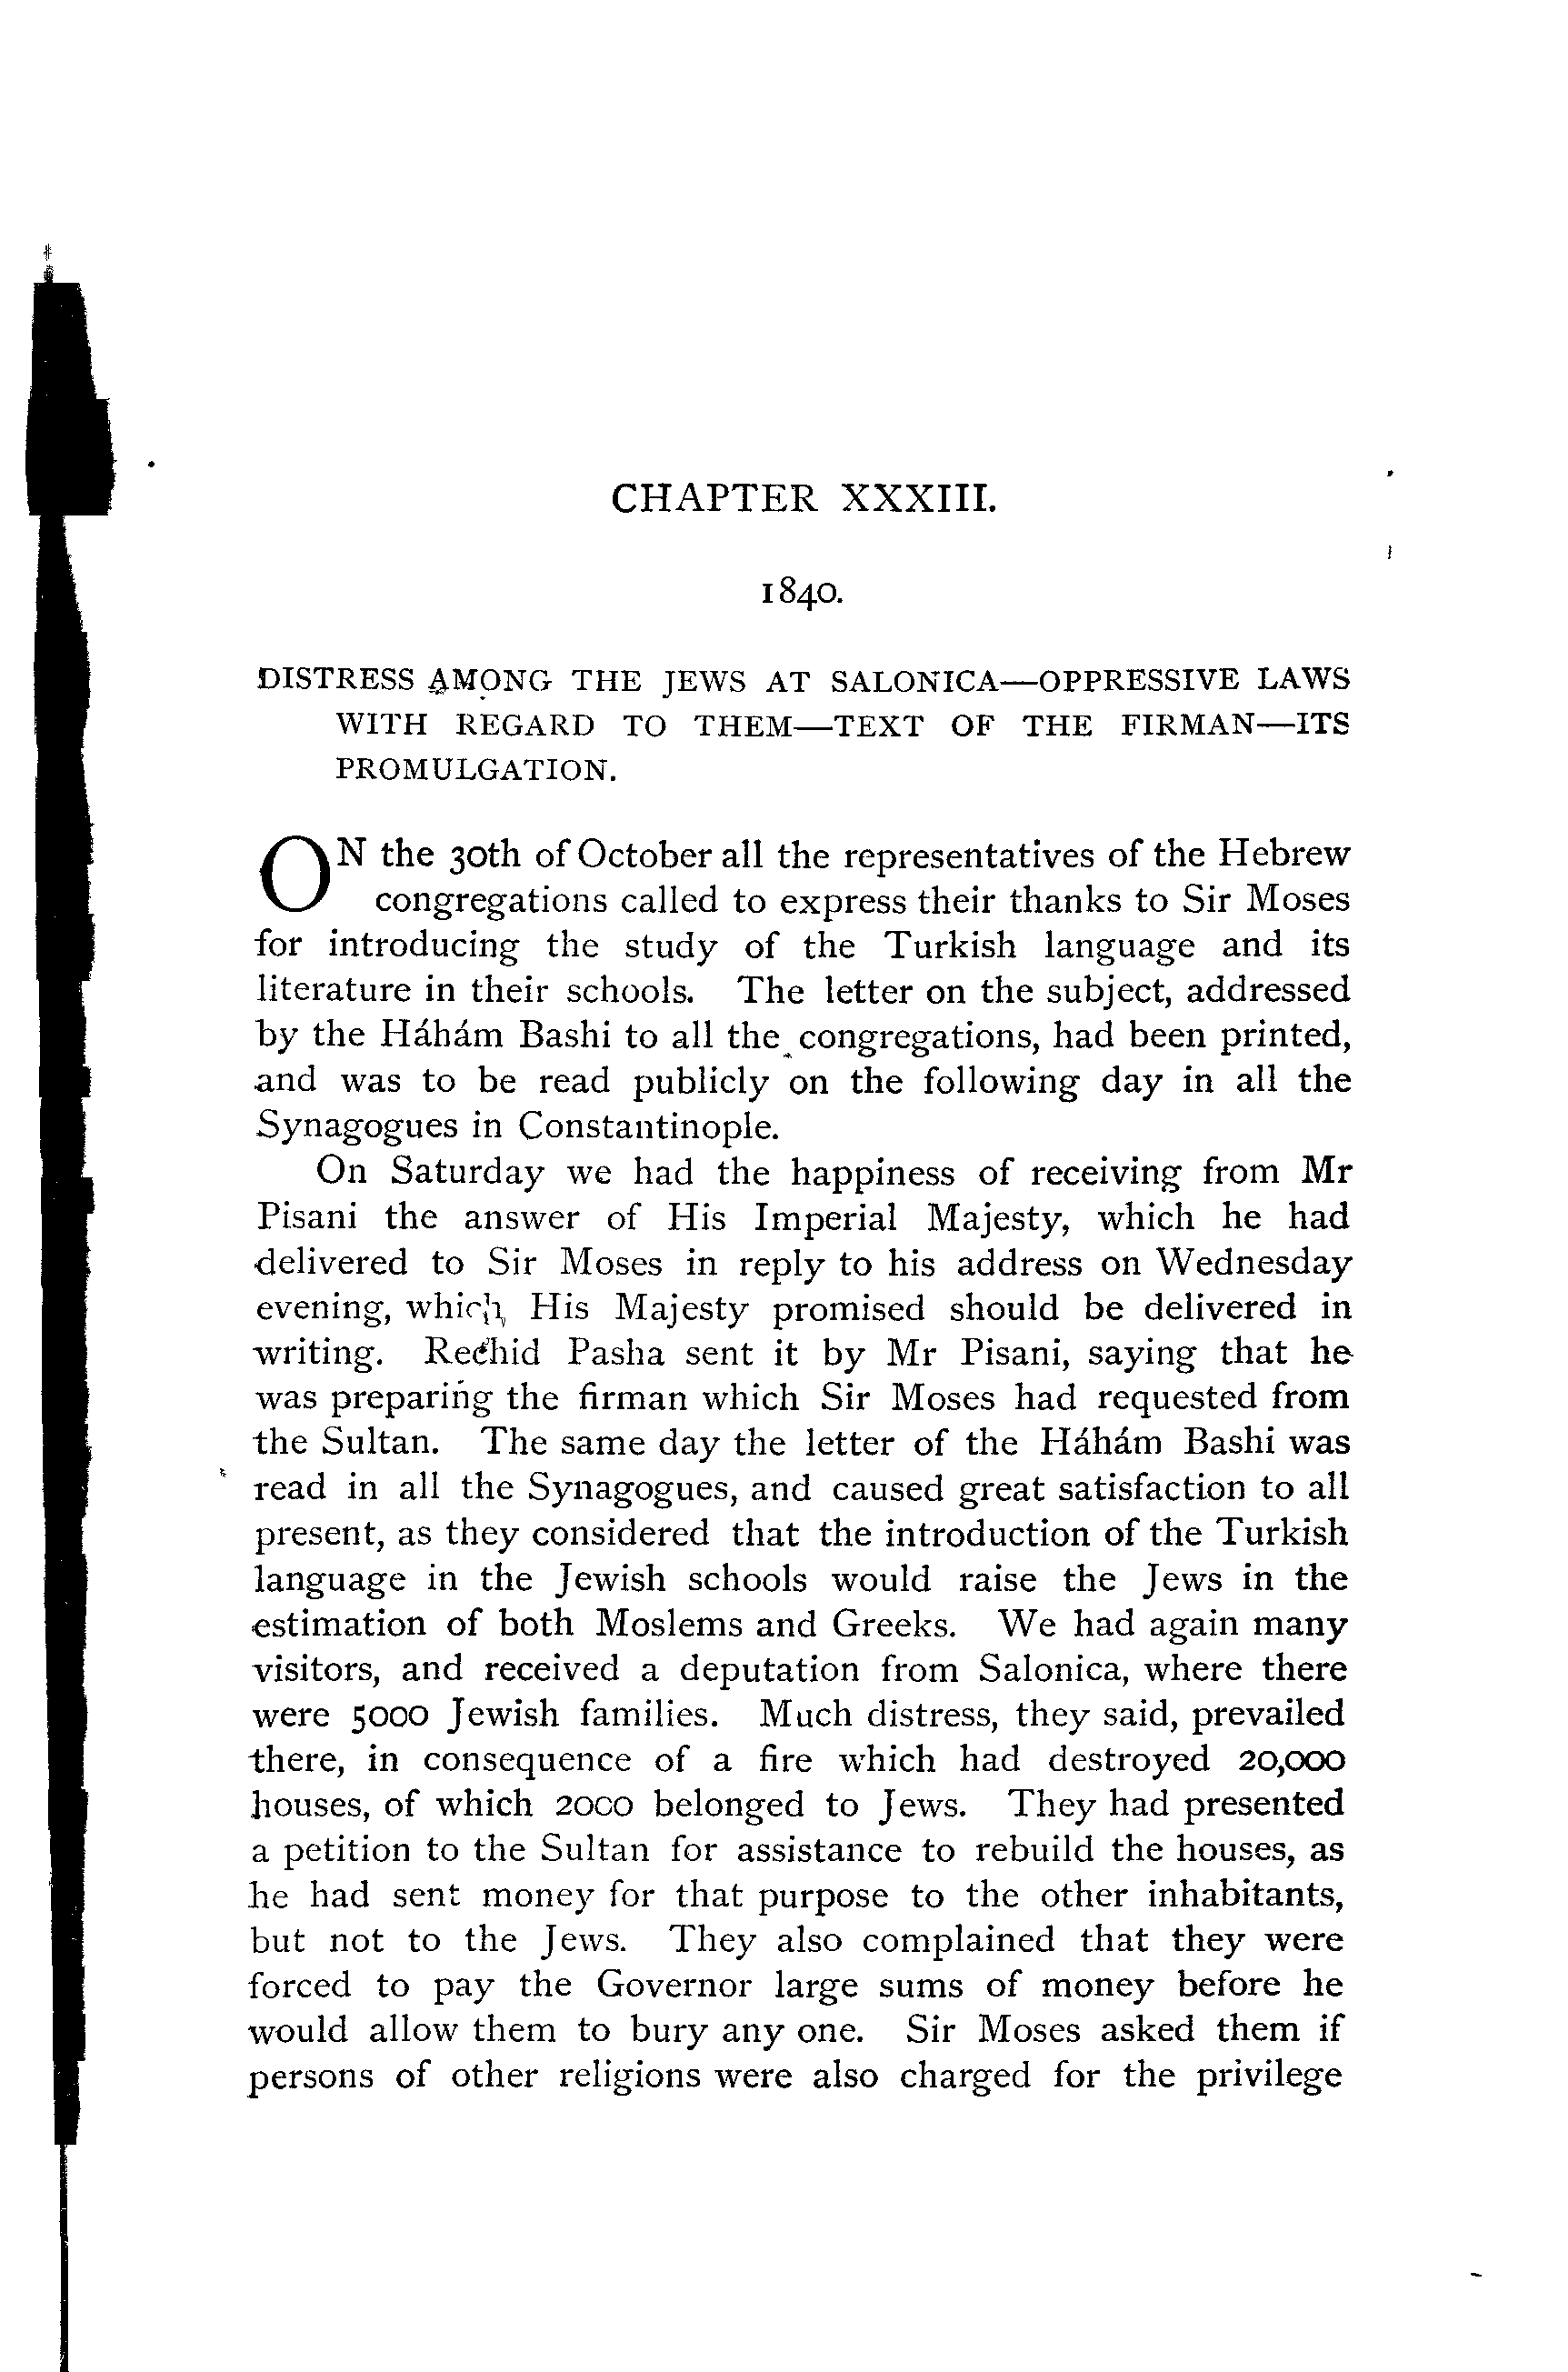 CHAPTER XXXIII.
1840.
DISTRESS AMONG THE JEWS AT SALONICA—OPPRESSIVE LAWS
WITH REGARD TO THEM—TEXT OF THE FIRMAN—ITS
PROMULGATION.
ON the 30th of October all the representatives of the Hebrew
congregations called to express their thanks to Sir Moses
for introducing the study of the Turkish language and its
literature in their schools. The letter on the subject, addressed
by the Háhám Bashi to all the congregations, had been printed,
and was to be read publicly on the following day in all the
Synagogues in Constantinople.
On Saturday we had the happiness of receiving from Mr
Pisani the answer of His Imperial Majesty, which he had
delivered to Sir Moses in reply to his address on Wednesday
evening, which His Majesty promised should be delivered in
writing. Redhid Pasha sent it by Mr Pisani, saying that he
was preparing the firman which Sir Moses had requested from
the Sultan. The same day the letter of the Háhám Bashi was
read in all the Synagogues, and caused great satisfaction to all
present, as they considered that the introduction of the Turkish
language in the Jewish schools would raise the Jews in the
estimation of both Moslems and Greeks. We had again many
visitors, and received a deputation from Salonica, where there
were 5000 Jewish families. Much distress, they said, prevailed
there, in consequence of a fire which had destroyed 20,000
houses, of which 2000 belonged to Jews. They had presented
a petition to the Sultan for assistance to rebuild the houses, as
he had sent money for that purpose to the other inhabitants,
but not to the Jews. They also complained that they were
forced to pay the Governor large sums of money before he
would allow them to bury any one. Sir Moses asked them if
persons of other religions were also charged for the privilege